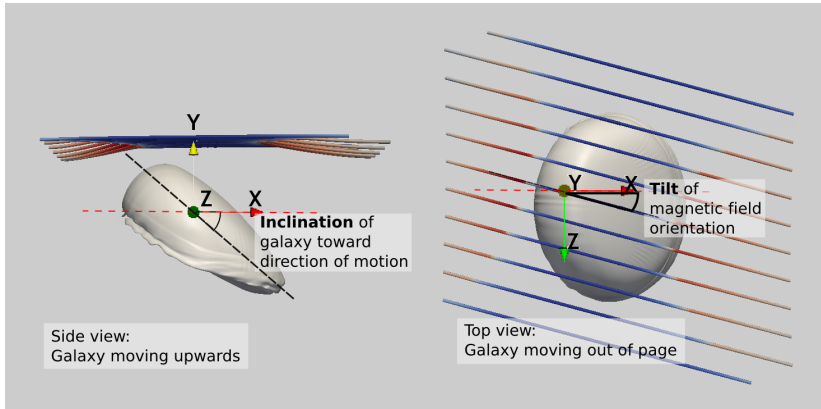 Y
Z
X
Inclination of
galaxy toward
direction of motion
Side view:
Galaxy moving upwards
Y
X
Tilt of
magnetic field
orientation
Z
Top view:
Galaxy moving out of page